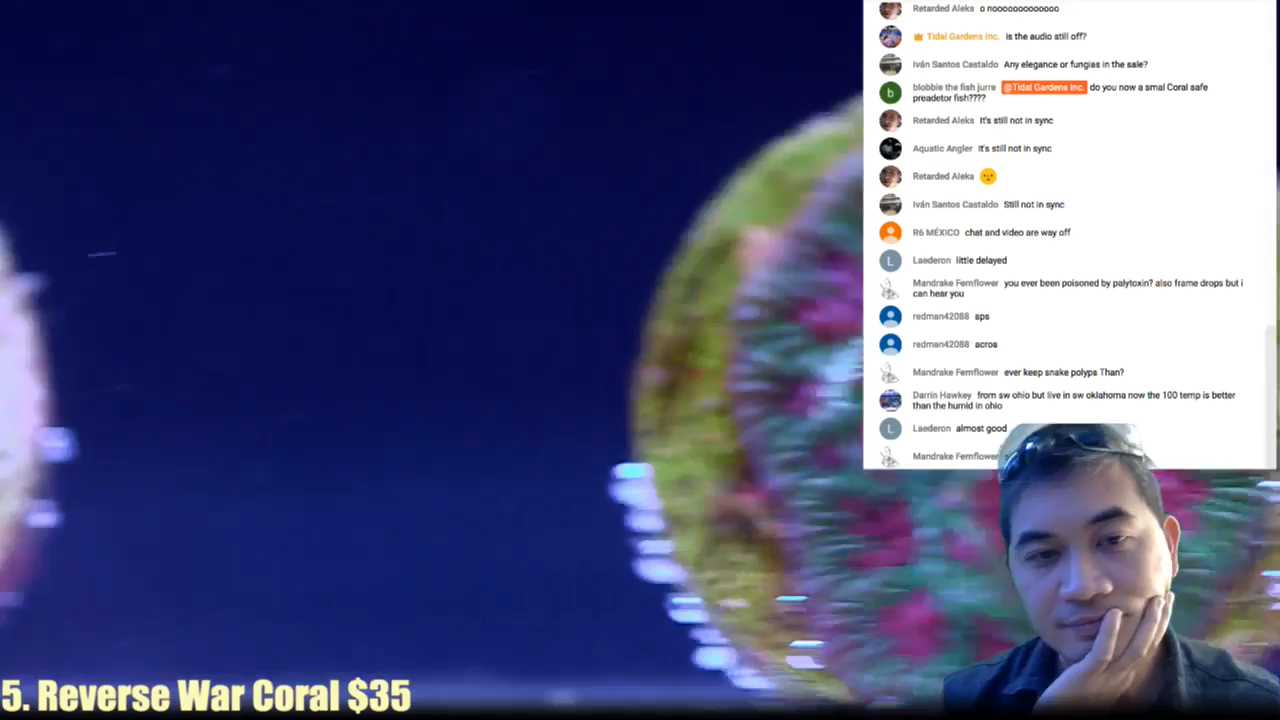 Retarded Aleks o nooooooooooooo
Tidal Gardens Inc. is the audio still off?
Iván Santos Castaldo Any elegance or fungias in the sale?
b
blobbie the fish jurre @Tidal Gardens Inc. do you now a smal Coral safe
preadetor fish????
Retarded Aleks It's still not in sync
Aquatic Angler It's still not in sync
Retarded Aleks
Iván Santos Castaldo Still not in sync
R6 MÉXICO chat and video are way off
L
Laederon little delayed
Mandrake Fernflower you ever been poisoned by palytoxin? also frame drops but i
can hear you
redman42088 sps
redman42088 acros
Mandrake Fernflower ever keep snake polyps Than?
Darrin Hawkey from sw ohio but live in sw oklahoma now the 100 temp is better
than the humid in ohio
L
Laederon almost good
Mandrake Fernflower
5. Reverse War Coral $35